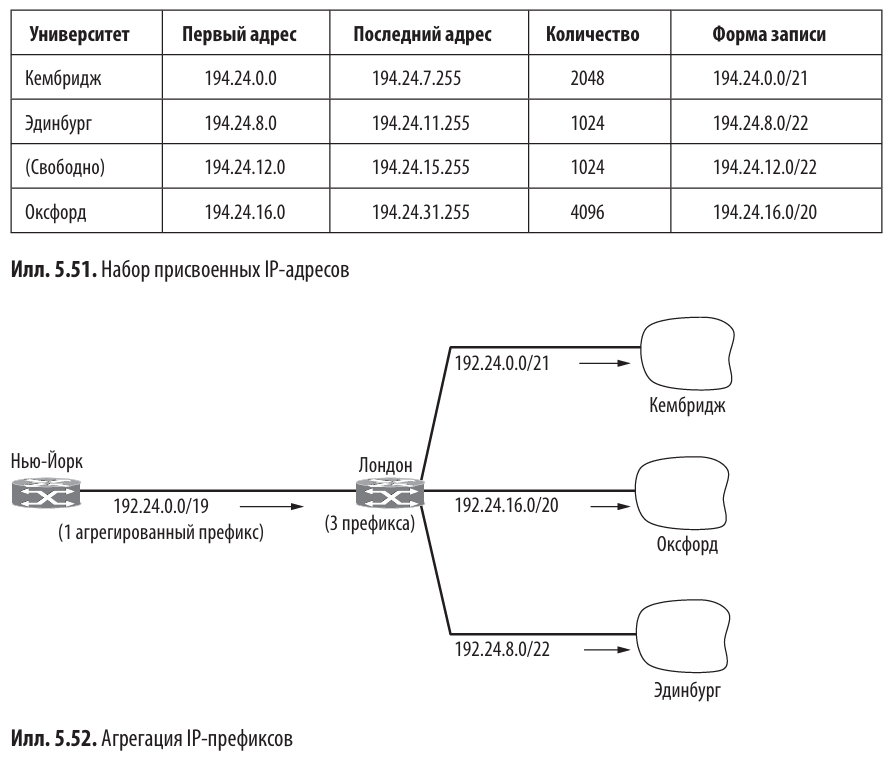 Университет Первый адрес Последний адрес Количество Форма записи
Кембридж 194.24.0.0 194.24.7.255 2048 194.24.0.0/21
Эдинбург 194.24.8.0 194.24.11.255 1024 194.24.8.0/22
(Свободно) 194.24.12.0 194.24.15.255 1024 194.24.12.0/22
Оксфорд 194.24.16.0 194.24.31.255 4096 194.24.16.0/20
Илл. 5.51. Набор присвоенных IP-адресов
192.24.0.0/21
Кембридж
Нью-Йорк
Лондон
192.24.0.0/19
(1 агрегированный префикс)
(3 префикса)
192.24.16.0/20
Оксфорд
192.24.8.0/22
Эдинбург
Илл. 5.52. Агрегация IP-префиксов